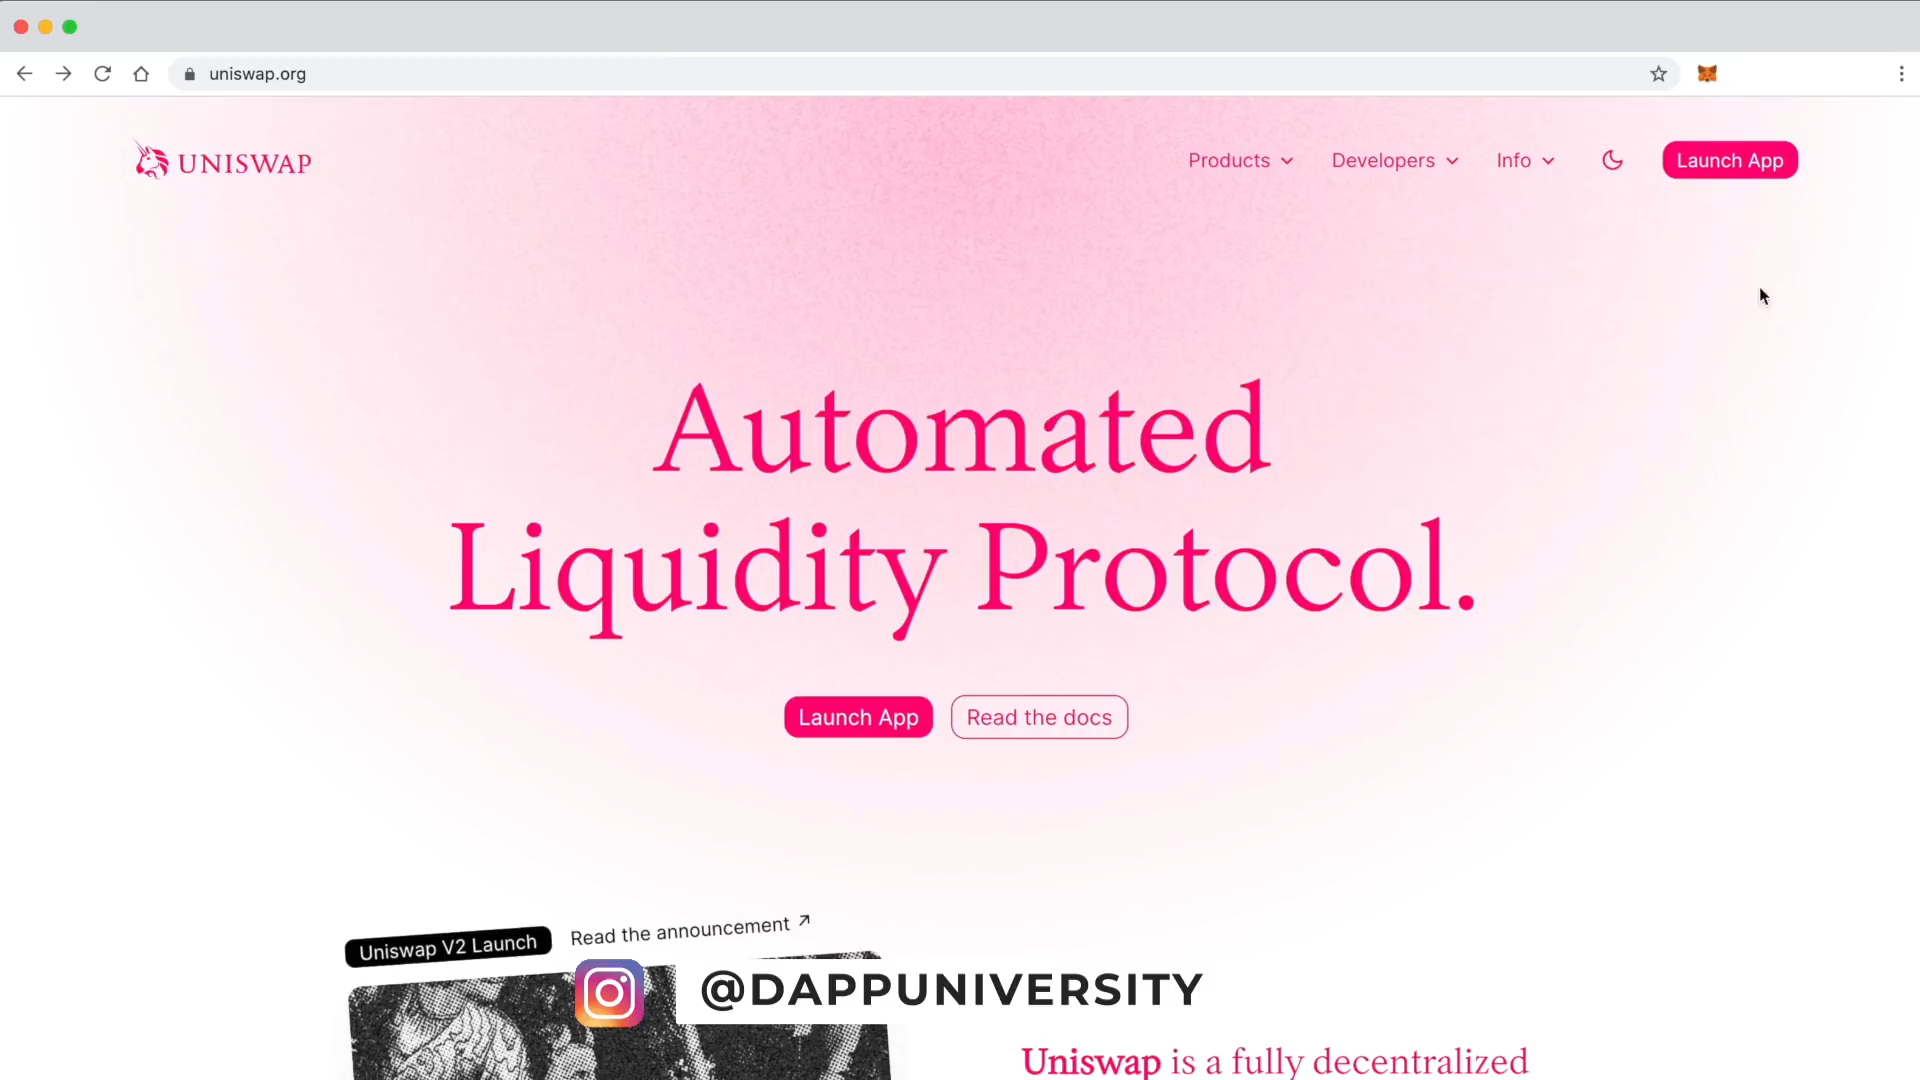 uniswap.org
UNISWAP
Products
Developers
Info
Launch App
Automated
Liquidity Protocol.
Launch App
Read the docs
Uniswap V2 Launch
Read the announcement ↗
@DAPPUNIVERSITY
Uniswap is a fully decentralized